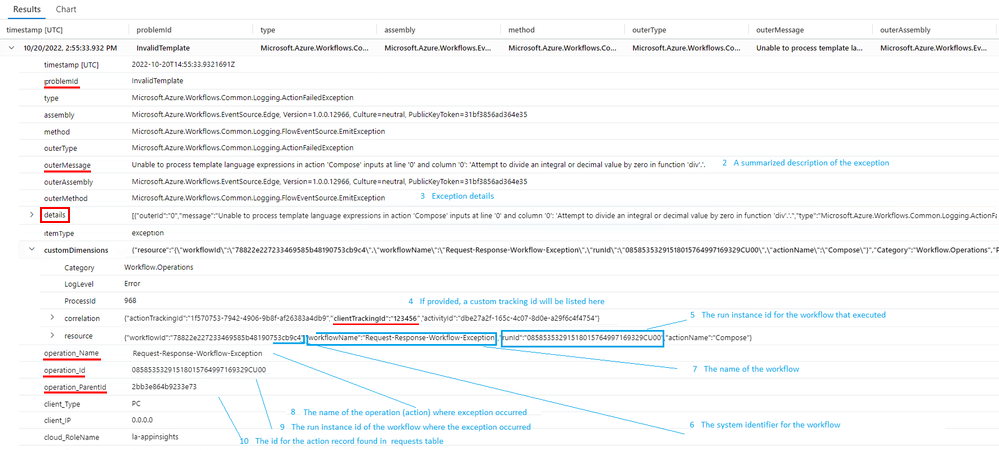 Results Chart
timestamp [UTC] problemId type assembly method outerType outerMessage outerAssembly
10/20/2022, 2:55:33.932 PM InvalidTemplate Microsoft.Azure.Workflows.Co... Microsoft.Azure.Workflows.Ev... Microsoft.Azure.Workflows.Co... Microsoft.Azure.Workflows.Co... Unable to process template la... Microsoft.Azure.Workflows.Ev...
timestamp [UTC] 2022-10-20T14:55:33.9321691Z
problemId InvalidTemplate
type Microsoft.Azure.Workflows.Common.Logging.ActionFailedException
assembly Microsoft.Azure.Workflows.EventSource.Edge, Version=1.0.0.12966, Culture=neutral, PublicKeyToken=31bf3856ad364e35
method Microsoft.Azure.Workflows.Common.Logging.FlowEventSource.EmitException
outerType Microsoft.Azure.Workflows.Common.Logging.ActionFailedException
outerMessage Unable to process template language expressions in action 'Compose' inputs at line '0' and column '0': 'Attempt to divide an integral or decimal value by zero in function 'div'.'. 2 A summarized description of the exception
outerAssembly Microsoft.Azure.Workflows.EventSource.Edge, Version=1.0.0.12966, Culture=neutral, PublicKeyToken=31bf3856ad364e35
outerMethod Microsoft.Azure.Workflows.Common.Logging.FlowEventSource.EmitException 3 Exception details
details [{"outerId":"0","message":"Unable to process template language expressions in action 'Compose' inputs at line '0' and column '0': 'Attempt to divide an integral or decimal value by zero in function 'div'.'.","type":"Microsoft.Azure.Workflows.Common.Logging.ActionFa
itemType exception
customDimensions {"resource":"{\"workflowId\":\"78822e227233469585b48190753cb9c4\",\"workflowName\":\"Request-Response-Workflow-Exception\",\"runId\":\"08585353291518015764997169329CU00\",\"actionName\":\"Compose\"}","Category":"Workflow.Operations","P
Category Workflow.Operations
LogLevel Error
ProcessId 968
4 If provided, a custom tracking id will be listed here
correlation {"actionTrackingId":"1f570753-7942-4906-9b8f-af26383a4db9","clientTrackingId":"123456","activityId":"dbe27a2f-165c-4c07-8d0e-a29f6c4f4754"}
5 The run instance id for the workflow that executed
resource {"workflowId":"78822e227233469585b48190753cb9c4","workflowName":"Request-Response-Workflow-Exception","runId":"08585353291518015764997169329CU00","actionName":"Compose"}
operation_Name Request-Response-Workflow-Exception
operation_Id 08585353291518015764997169329CU00 7 The name of the workflow
operation_ParentId 2bb3e864b9233e73
client_Type PC
8 The name of the operation (action) where exception occurred
client_IP 0.0.0.0
9 The run instance id of the workflow where the exception occurred 6 The system identifier for the workflow
cloud_RoleName la-appinsights
10 The id for the action record found in requests table